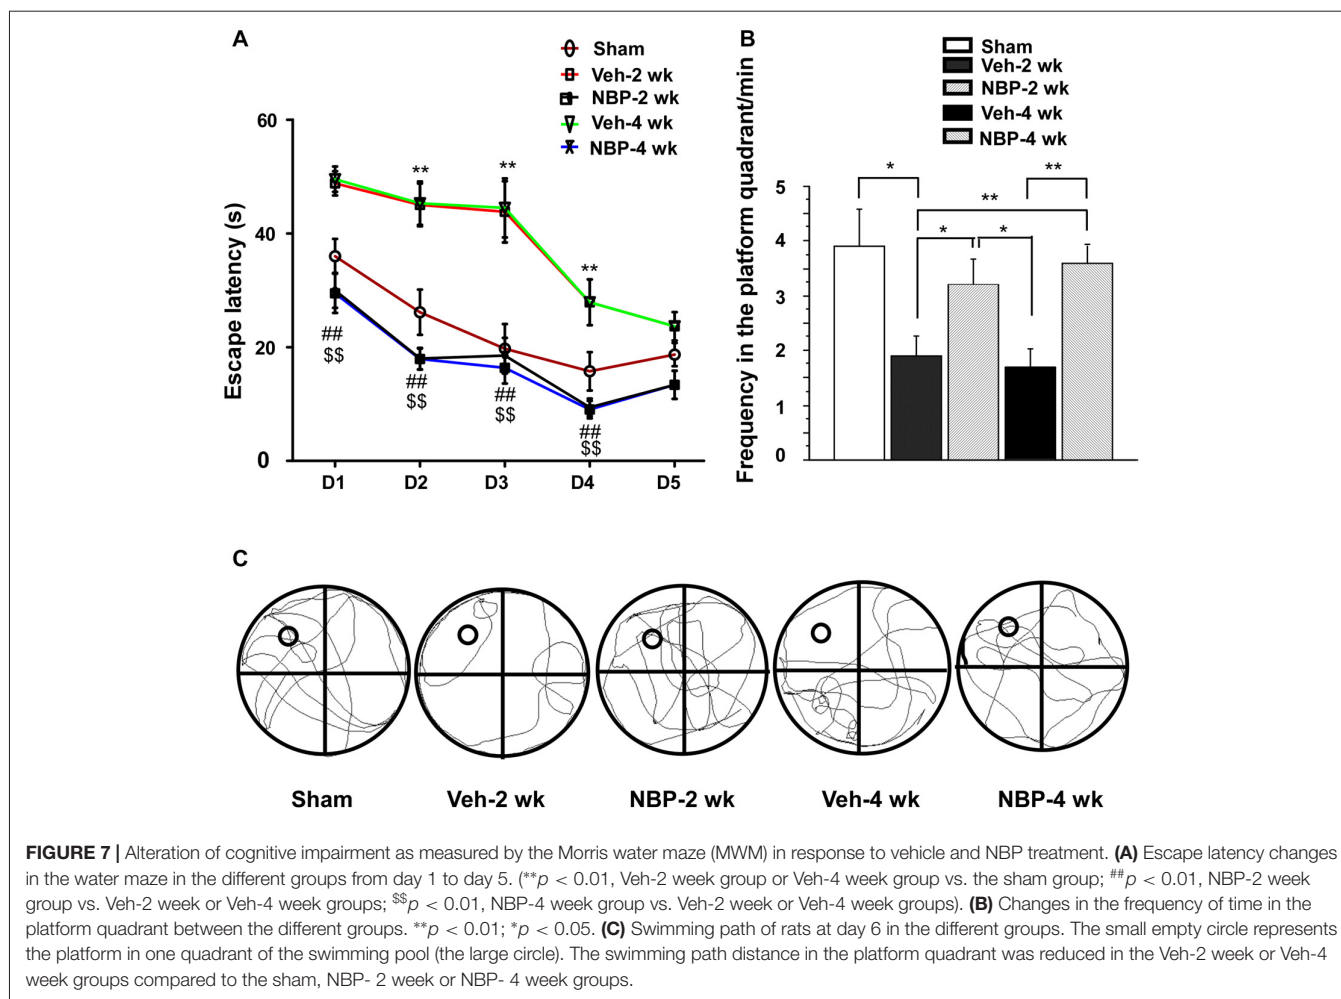 A
Sham
Veh-2 wk
NBP-2 wk
Veh-4 wk
NBP-4 wk
Escape latency (s)
60
40
20
0
**
**
**
##
$$
##
$$
##
$$
##
$$
D1 D2 D3 D4 D5
B
Sham
Veh-2 wk
NBP-2 wk
Veh-4 wk
NBP-4 wk
Frequency in the platform quadrant/min
5
4
3
2
1
0
*
**
**
*
*
C
Sham Veh-2 wk NBP-2 wk Veh-4 wk NBP-4 wk
FIGURE 7 | Alteration of cognitive impairment as measured by the Morris water maze (MWM) in response to vehicle and NBP treatment. (A) Escape latency changes
in the water maze in the different groups from day 1 to day 5. (**p < 0.01, Veh-2 week group or Veh-4 week group vs. the sham group; ##p < 0.01, NBP-2 week
group vs. Veh-2 week or Veh-4 week groups; $$p < 0.01, NBP-4 week group vs. Veh-2 week or Veh-4 week groups). (B) Changes in the frequency of time in the
platform quadrant between the different groups. **p < 0.01; *p < 0.05. (C) Swimming path of rats at day 6 in the different groups. The small empty circle represents
the platform in one quadrant of the swimming pool (the large circle). The swimming path distance in the platform quadrant was reduced in the Veh-2 week or Veh-4
week groups compared to the sham, NBP- 2 week or NBP- 4 week groups.